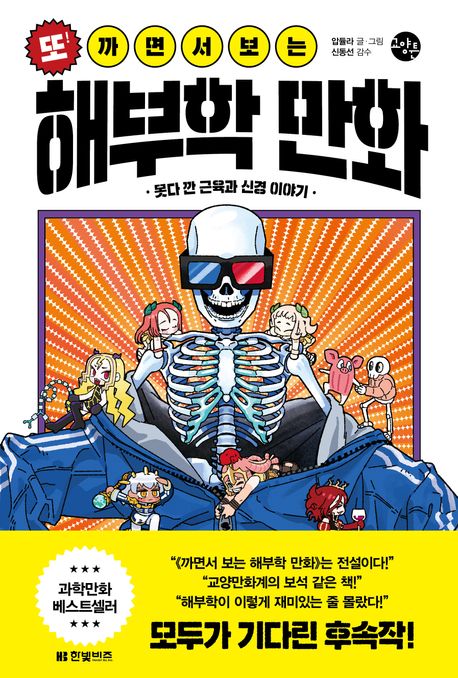 또! 까면서보는
압듈라 글·그림
신동선 감수
교양툰
해부학 만화
· 못다 깐 근육과 신경 이야기 ·
★★★
과학만화
베스트셀러
★★★
HB 한빛비즈
“《까면서 보는 해부학 만화》는 전설이다!”
“교양만화계의 보석 같은 책!”
“해부학이 이렇게 재미있는 줄 몰랐다!”
모두가 기다린 후속작!